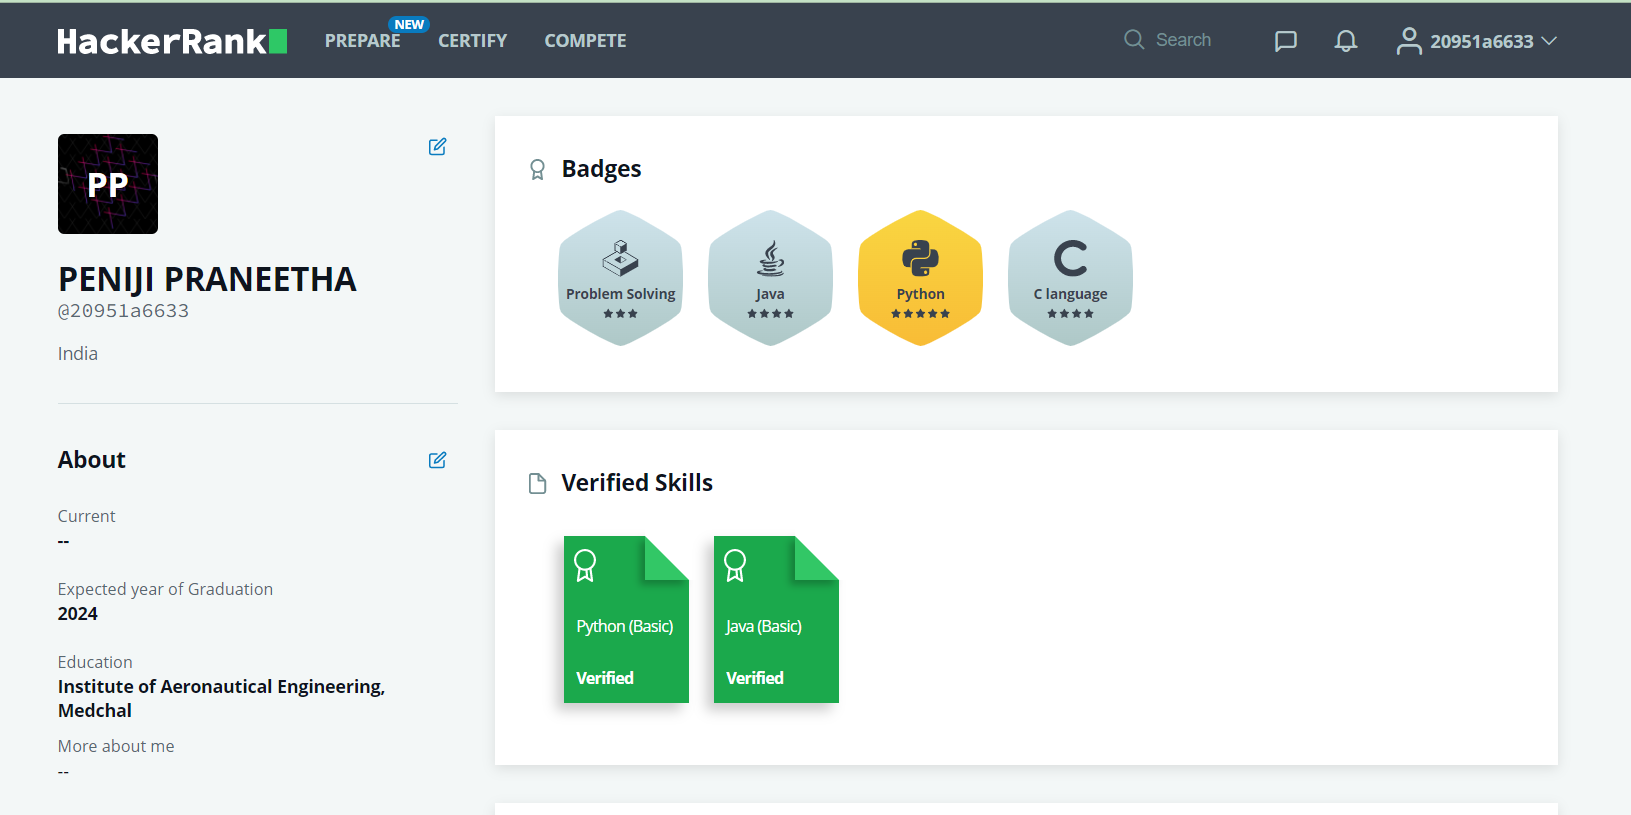 HackerRank
PREPARE
NEW
CERTIFY
COMPETE
Search
20951a6633
PP
PENIJI PRANEETHA
@20951a6633
India
About
Current
--
Expected year of Graduation
2024
Education
Institute of Aeronautical Engineering,
Medchal
More about me
--
Badges
Problem Solving
Java
Python
C
C language
Verified Skills
Python (Basic)
Verified
Java (Basic)
Verified